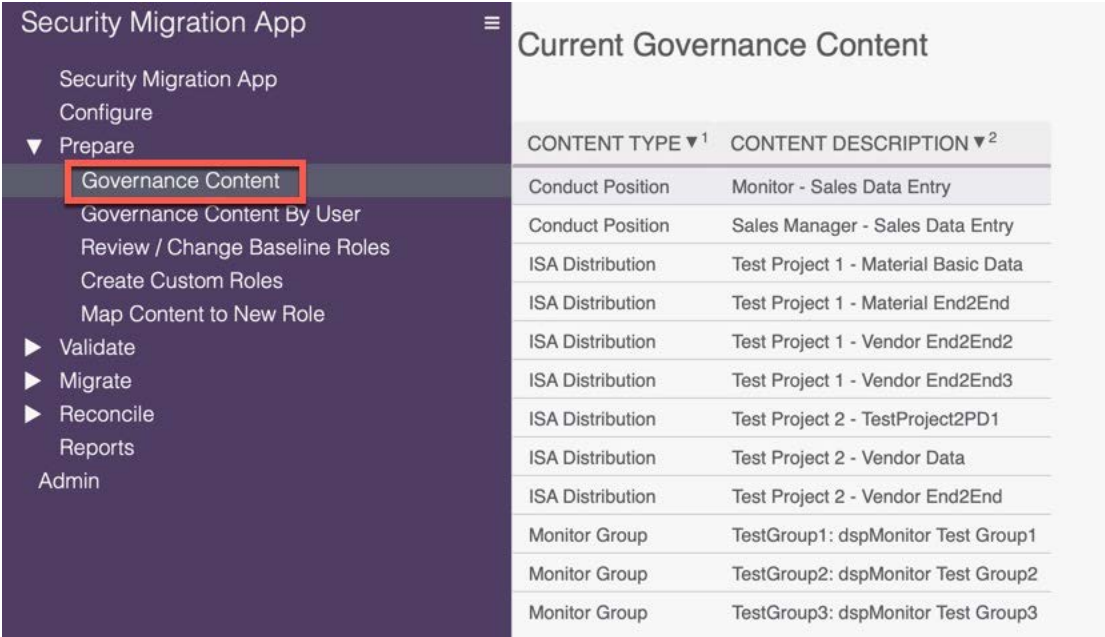 Security Migration App
Security Migration App
Configure
Prepare
Governance Content
Governance Content By User
Review / Change Baseline Roles
Create Custom Roles
Map Content to New Role
Validate
Migrate
Reconcile
Reports
Admin
Current Governance Content
CONTENT TYPE ▼1 CONTENT DESCRIPTION ▼2
Conduct Position Monitor - Sales Data Entry
Conduct Position Sales Manager - Sales Data Entry
ISA Distribution Test Project 1 - Material Basic Data
ISA Distribution Test Project 1 - Material End2End
ISA Distribution Test Project 1 - Vendor End2End2
ISA Distribution Test Project 1 - Vendor End2End3
ISA Distribution Test Project 2 - TestProject2PD1
ISA Distribution Test Project 2 - Vendor Data
ISA Distribution Test Project 2 - Vendor End2End
Monitor Group TestGroup1: dspMonitor Test Group1
Monitor Group TestGroup2: dspMonitor Test Group2
Monitor Group TestGroup3: dspMonitor Test Group3